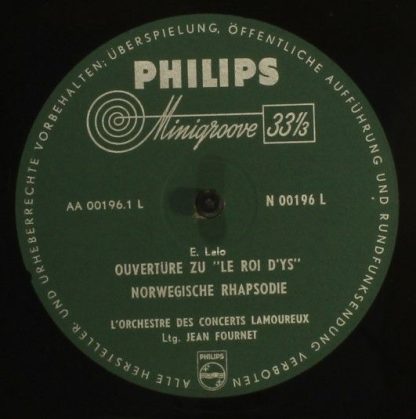 ALLE HERSTELLER- UND URHEBERRECHTE VORBEHALTEN; ÜBERSPIELUNG, ÖFFENTLICHE AUFFÜHRUNG UND RUNDFUNKSENDUNG VERBOTEN
PHILIPS
Minigroove 33⅓
AA 00196.1 L N 00196 L
E. Lalo
OUVERTÜRE ZU "LE ROI D'YS"
NORWEGISCHE RHAPSODIE
L'ORCHESTRE DES CONCERTS LAMOUREUX
Ltg. JEAN FOURNET
PHILIPS